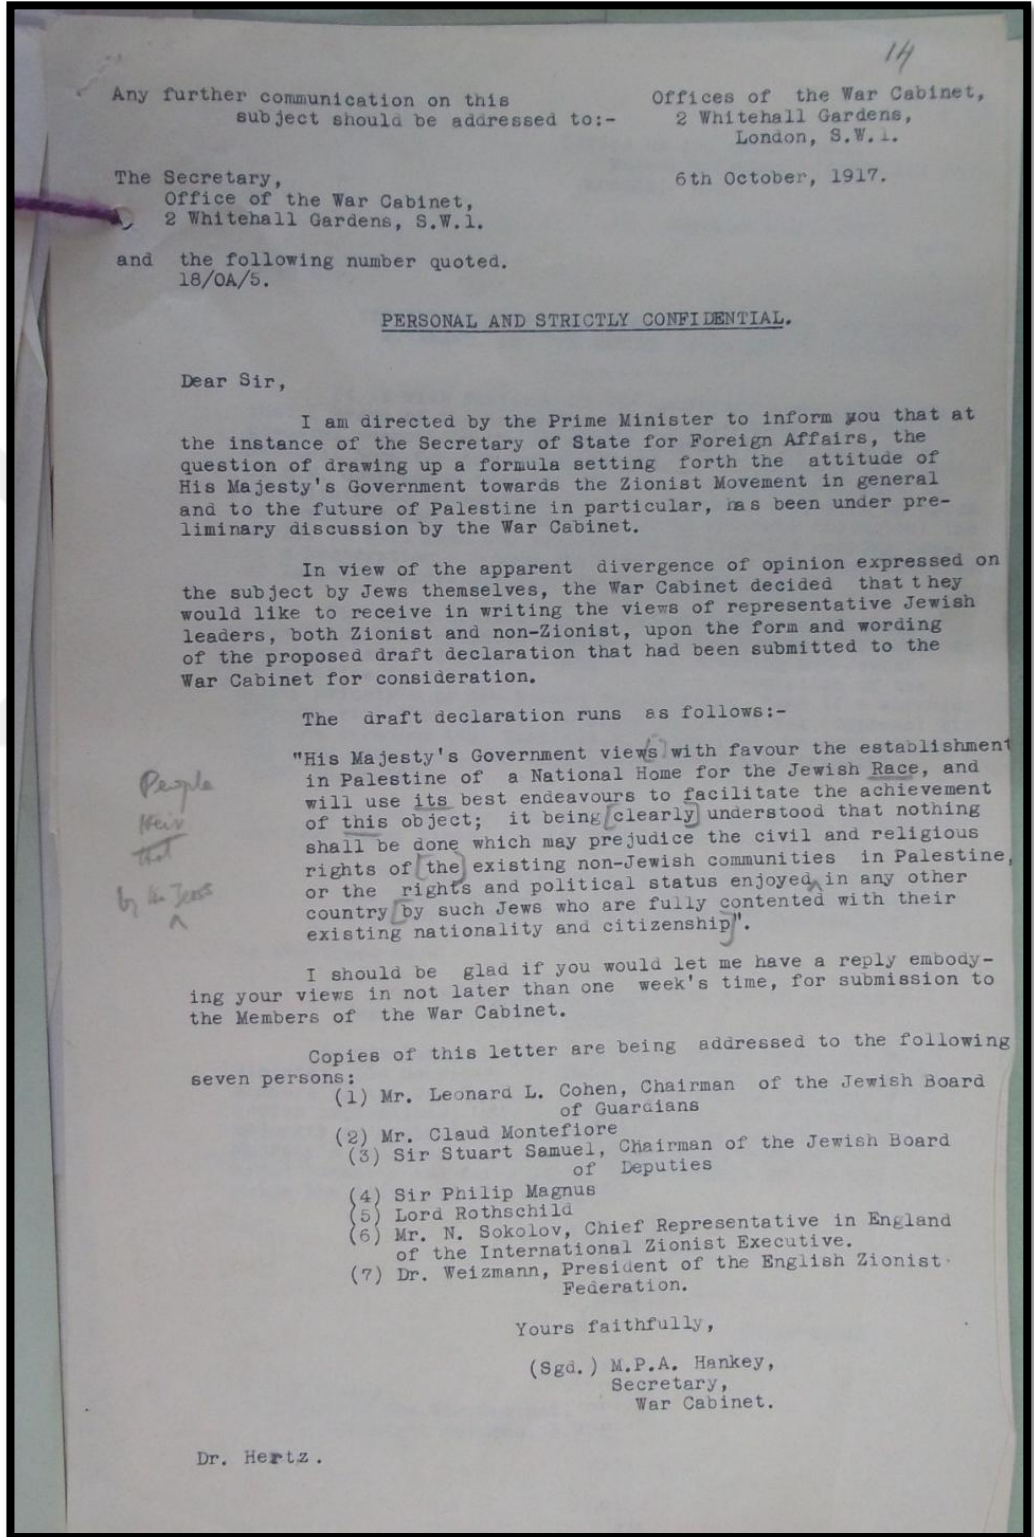 14
Any further communication on this
subject should be addressed to:-
Offices of the War Cabinet,
2 Whitehall Gardens,
London, S.W.1.
The Secretary,
Office of the War Cabinet,
2 Whitehall Gardens, S.W.1.
6th October, 1917.
and the following number quoted.
18/OA/5.
PERSONAL AND STRICTLY CONFIDENTIAL.
Dear Sir,
I am directed by the Prime Minister to inform you that at
the instance of the Secretary of State for Foreign Affairs, the
question of drawing up a formula setting forth the attitude of
His Majesty's Government towards the Zionist Movement in general
and to the future of Palestine in particular, has been under pre-
liminary discussion by the War Cabinet.
In view of the apparent divergence of opinion expressed on
the subject by Jews themselves, the War Cabinet decided that they
would like to receive in writing the views of representative Jewish
leaders, both Zionist and non-Zionist, upon the form and wording
of the proposed draft declaration that had been submitted to the
War Cabinet for consideration.
The draft declaration runs as follows:-
"His Majesty's Government view[s] with favour the establishment
in Palestine of a National Home for the Jewish Race, and
People
will use its best endeavours to facilitate the achievement
their
of this object; it being [clearly] understood that nothing
that
shall be done which may prejudice the civil and religious
rights of [the] existing non-Jewish communities in Palestine,
or the rights and political status enjoyed ^ in any other
by the Jews
^
country [by such Jews who are fully contented with their
existing nationality and citizenship]".
I should be glad if you would let me have a reply embody-
ing your views in not later than one week's time, for submission to
the Members of the War Cabinet.
Copies of this letter are being addressed to the following
seven persons:
(1) Mr. Leonard L. Cohen, Chairman of the Jewish Board
of Guardians
(2) Mr. Claud Montefiore
(3) Sir Stuart Samuel, Chairman of the Jewish Board
of Deputies
(4) Sir Philip Magnus
(5) Lord Rothschild
(6) Mr. N. Sokolov, Chief Representative in England
of the International Zionist Executive.
(7) Dr. Weizmann, President of the English Zionist
Federation.
Yours faithfully,
(Sgd.) M.P.A. Hankey,
Secretary,
War Cabinet.
Dr. Hertz.